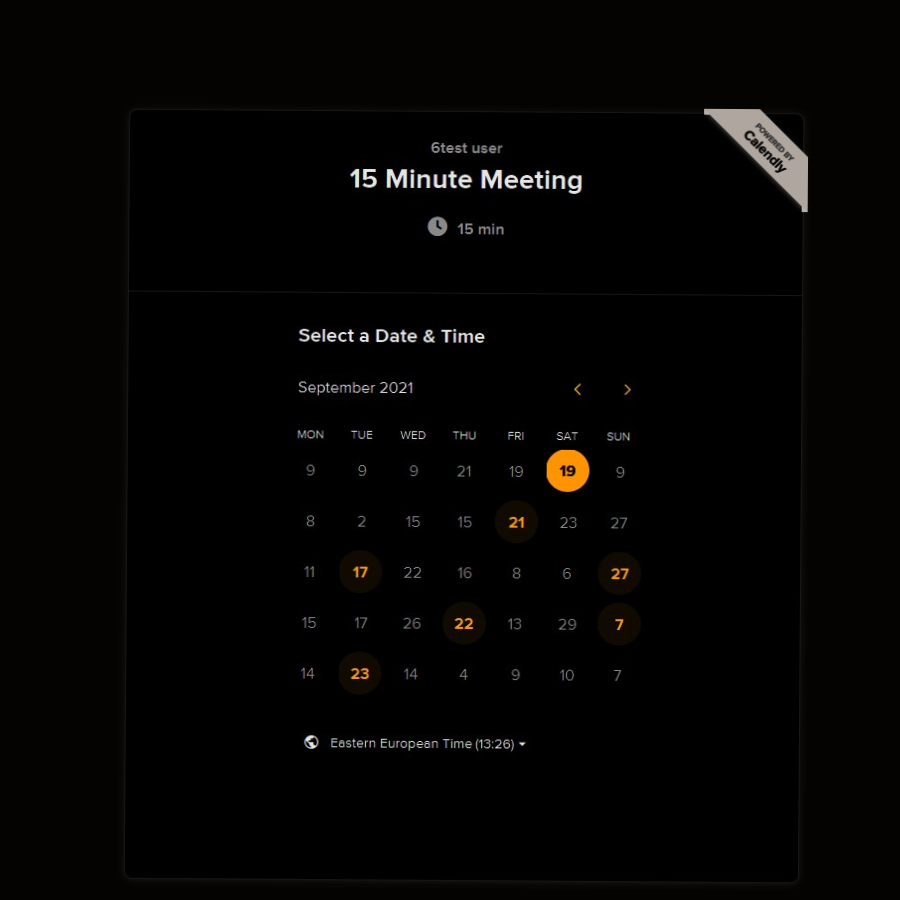 POWERED BY
Calendly
6test user
15 Minute Meeting
15 min
Select a Date & Time
September 2021
MON TUE WED THU FRI SAT SUN
9 9 9 21 19 19 9
8 2 15 15 21 23 27
11 17 22 16 8 6 27
15 17 26 22 13 29 7
14 23 14 4 9 10 7
Eastern European Time (13:26)